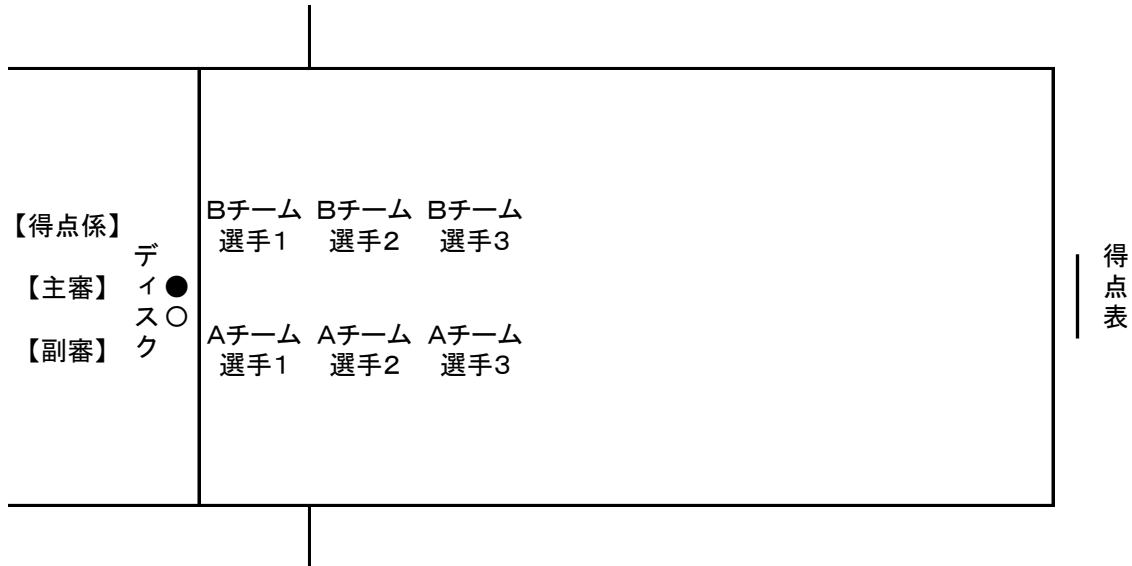 【得点係】
【主審】
【副審】
ディスク
●
○
Bチーム Bチーム Bチーム
選手1 選手2 選手3
Aチーム Aチーム Aチーム
選手1 選手2 選手3
得点表